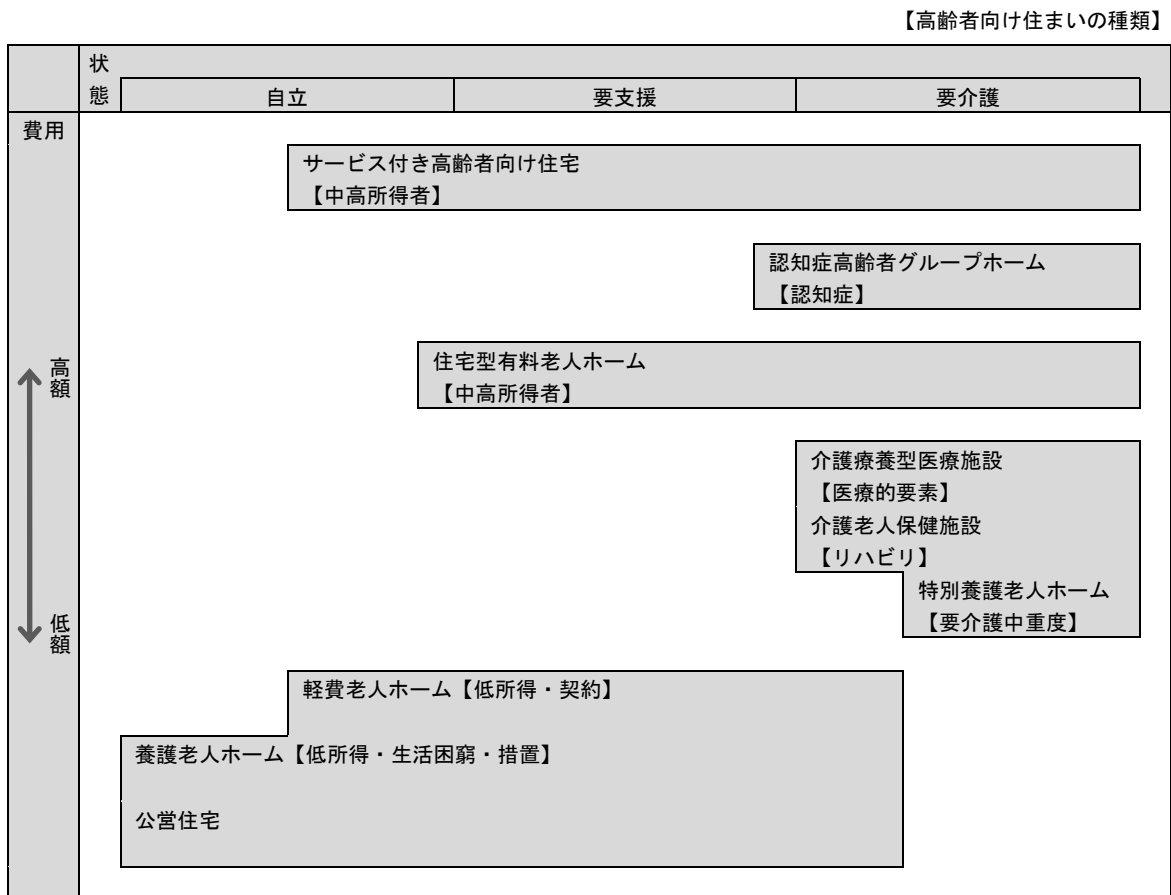 【高齢者向け住まいの種類】
状態
自立
要支援
要介護
費用
サービス付き高齢者向け住宅
【中高所得者】
認知症高齢者グループホーム
【認知症】
高額
住宅型有料老人ホーム
【中高所得者】
介護療養型医療施設
【医療的要素】
介護老人保健施設
【リハビリ】
特別養護老人ホーム
【要介護中重度】
低額
軽費老人ホーム【低所得・契約】
養護老人ホーム【低所得・生活困窮・措置】
公営住宅